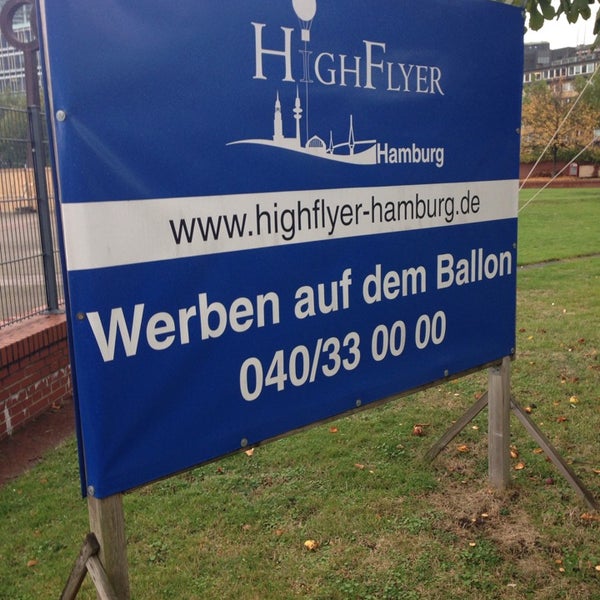 HIGHFLYER
Hamburg
www.highflyer-hamburg.de
Werben auf dem Ballon
040/33 00 00